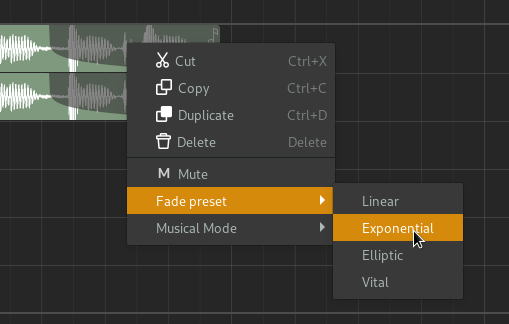 Cut Ctrl+X
Copy Ctrl+C
Duplicate Ctrl+D
Delete Delete
M Mute
Fade preset
Musical Mode
Linear
Exponential
Elliptic
Vital